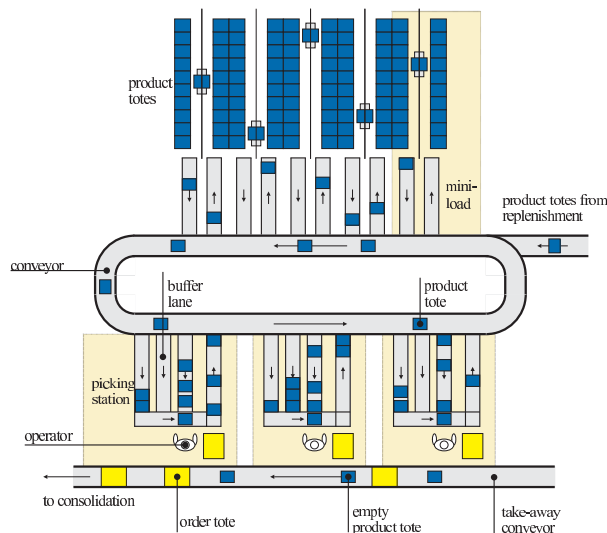 product
totes
mini-
load
product totes from
replenishment
conveyor
buffer
lane
product
tote
picking
station
operator
to consolidation
order tote
empty
product tote
take-away
conveyor